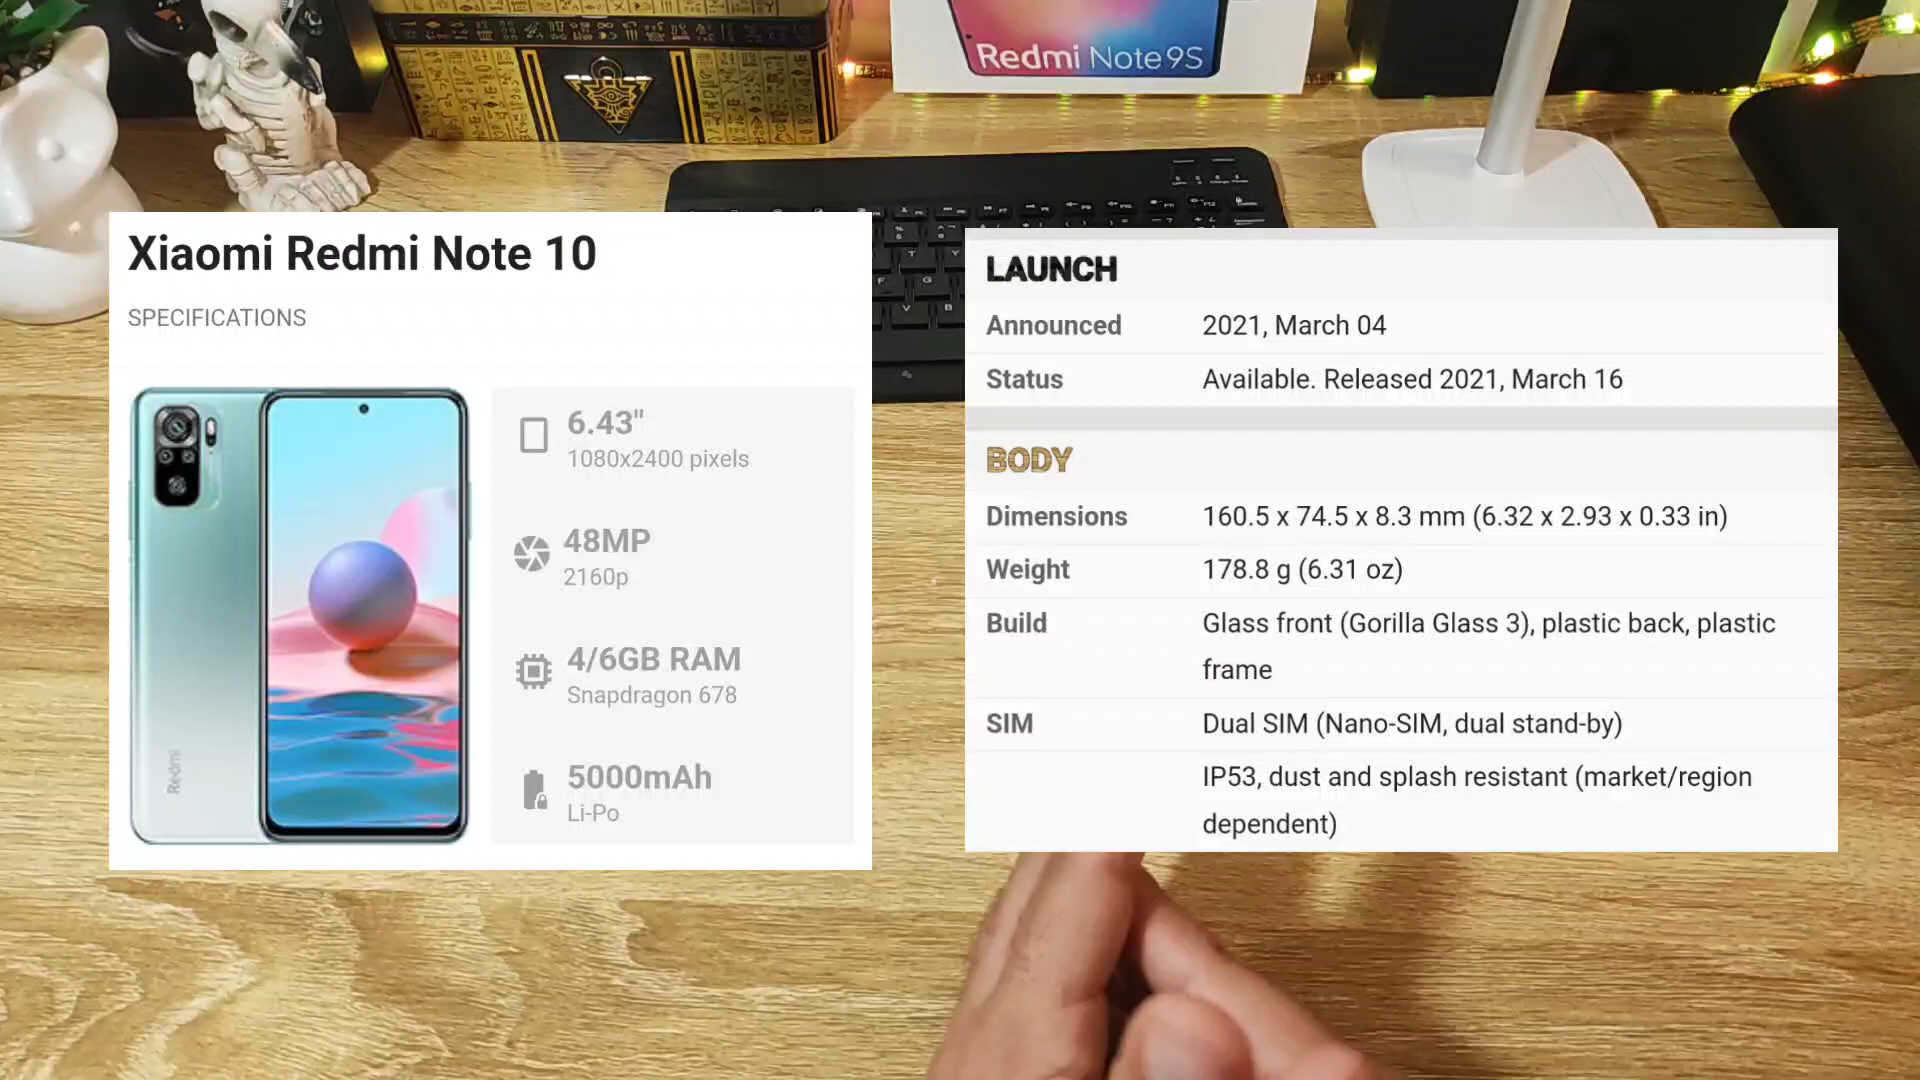 Redmi Note 9S
Xiaomi Redmi Note 10
SPECIFICATIONS
6.43"
1080x2400 pixels
48MP
2160p
4/6GB RAM
Snapdragon 678
5000mAh
Li-Po
Redmi
LAUNCH
Announced 2021, March 04
Status Available. Released 2021, March 16
BODY
Dimensions 160.5 x 74.5 x 8.3 mm (6.32 x 2.93 x 0.33 in)
Weight 178.8 g (6.31 oz)
Build Glass front (Gorilla Glass 3), plastic back, plastic
frame
SIM Dual SIM (Nano-SIM, dual stand-by)
IP53, dust and splash resistant (market/region
dependent)